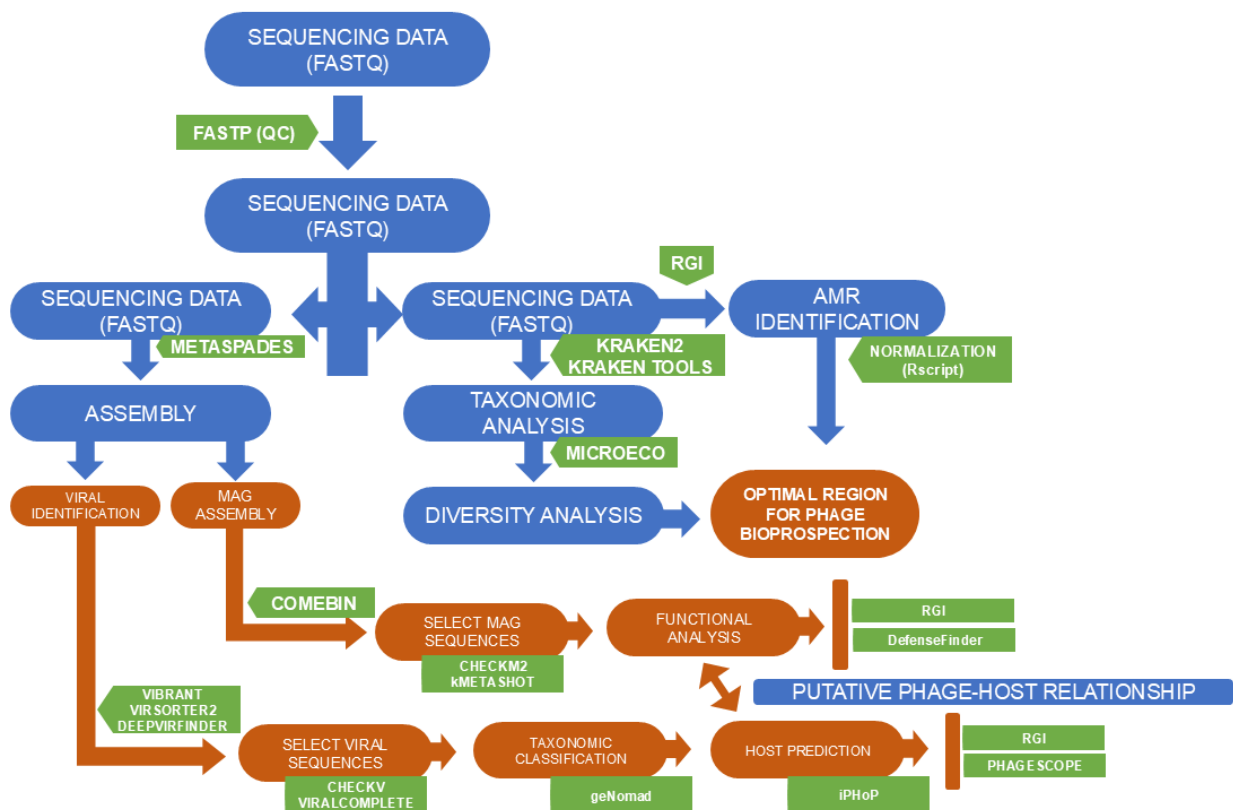 SEQUENCING DATA
(FASTQ)
FASTP (QC)
SEQUENCING DATA
(FASTQ)
RGI
SEQUENCING DATA
(FASTQ)
METASPADES
SEQUENCING DATA
(FASTQ)
AMR
IDENTIFICATION
KRAKEN2
KRAKEN TOOLS
NORMALIZATION
(Rscript)
ASSEMBLY
TAXONOMIC
ANALYSIS
MICROECO
VIRAL
IDENTIFICATION
MAG
ASSEMBLY
DIVERSITY ANALYSIS
OPTIMAL REGION
FOR PHAGE
BIOPROSPECTION
COMEBIN
SELECT MAG
SEQUENCES
CHECKM2
kMETASHOT
FUNCTIONAL
ANALYSIS
RGI
DefenseFinder
PUTATIVE PHAGE-HOST RELATIONSHIP
VIBRANT
VIRSORTER2
DEEPVIRFINDER
SELECT VIRAL
SEQUENCES
CHECKV
VIRALCOMPLETE
TAXONOMIC
CLASSIFICATION
geNomad
HOST PREDICTION
iPHoP
RGI
PHAGESCOPE